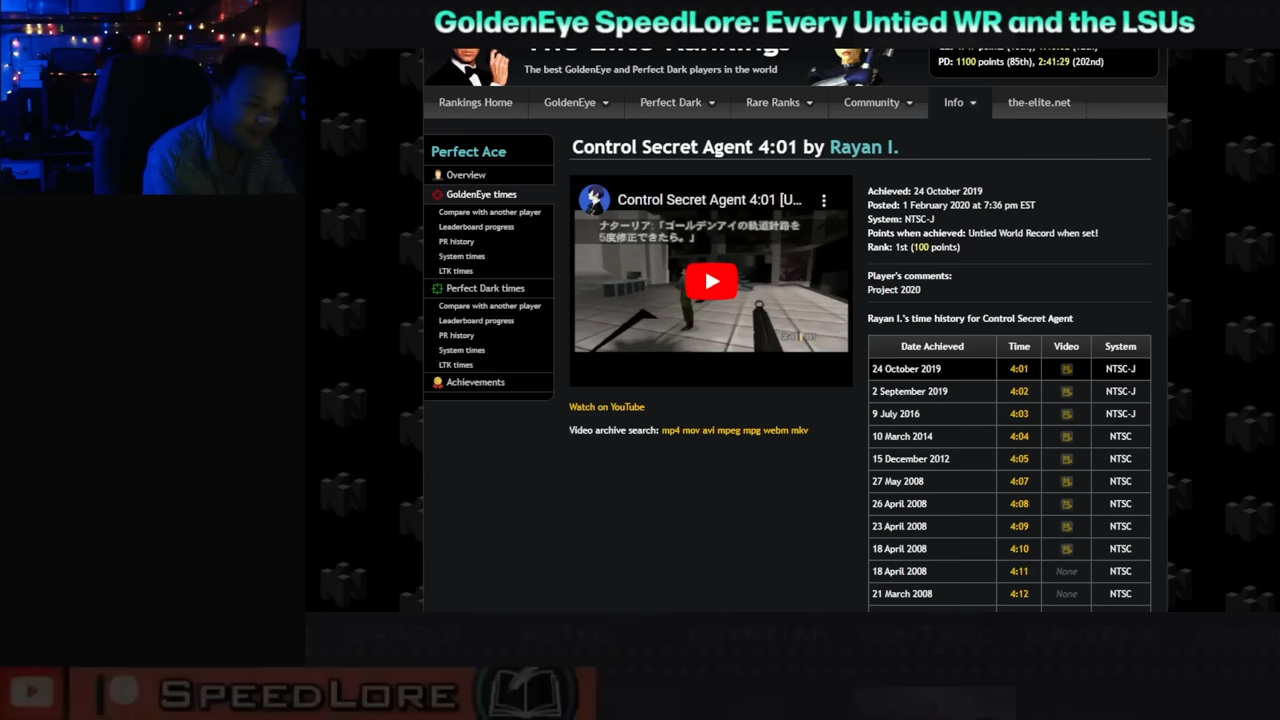 GoldenEye SpeedLore: Every Untied WR and the LSUs
The Elite Rankings
The best GoldenEye and Perfect Dark players in the world
PD: 1100 points (85th), 2:41:29 (202nd)
Rankings Home GoldenEye Perfect Dark Rare Ranks Community Info the-elite.net
Perfect Ace
Overview
GoldenEye times
Compare with another player
Leaderboard progress
PR history
System times
LTK times
Perfect Dark times
Compare with another player
Leaderboard progress
PR history
System times
LTK times
Achievements
Control Secret Agent 4:01 by Rayan I.
Control Secret Agent 4:01 [U...
ナターリア:「ゴールデンアイの軌道計路を
5度修正できたら。」
Watch on YouTube
Video archive search: mp4 mov avi mpeg mpg webm mkv
Achieved: 24 October 2019
Posted: 1 February 2020 at 7:36 pm EST
System: NTSC-J
Points when achieved: Untied World Record when set!
Rank: 1st (100 points)
Player's comments:
Project 2020
Rayan I.'s time history for Control Secret Agent
Date Achieved Time Video System
24 October 2019 4:01 NTSC-J
2 September 2019 4:02 NTSC-J
9 July 2016 4:03 NTSC-J
10 March 2014 4:04 NTSC
15 December 2012 4:05 NTSC
27 May 2008 4:07 NTSC
26 April 2008 4:08 NTSC
23 April 2008 4:09 NTSC
18 April 2008 4:10 NTSC
18 April 2008 4:11 None NTSC
21 March 2008 4:12 None NTSC
SPEEDLORE